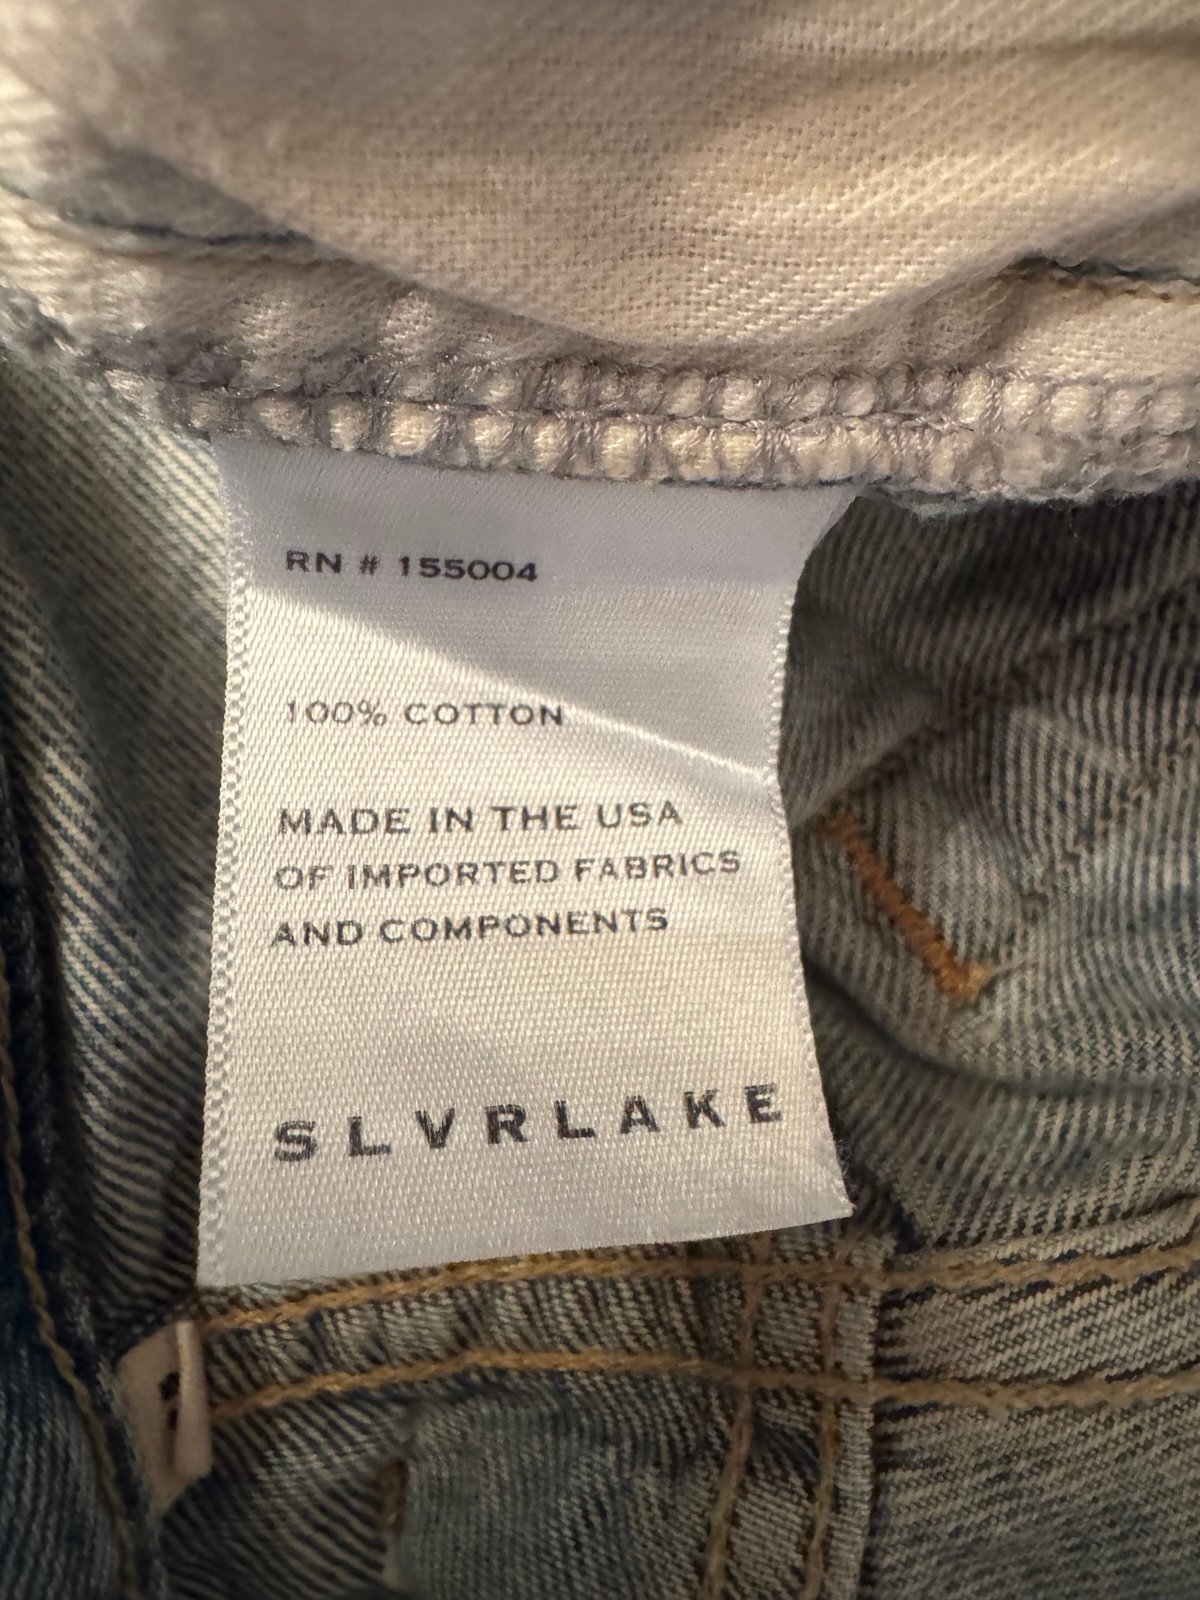 RN # 155004
100% COTTON
MADE IN THE USA
OF IMPORTED FABRICS
AND COMPONENTS
SLVRLAKE